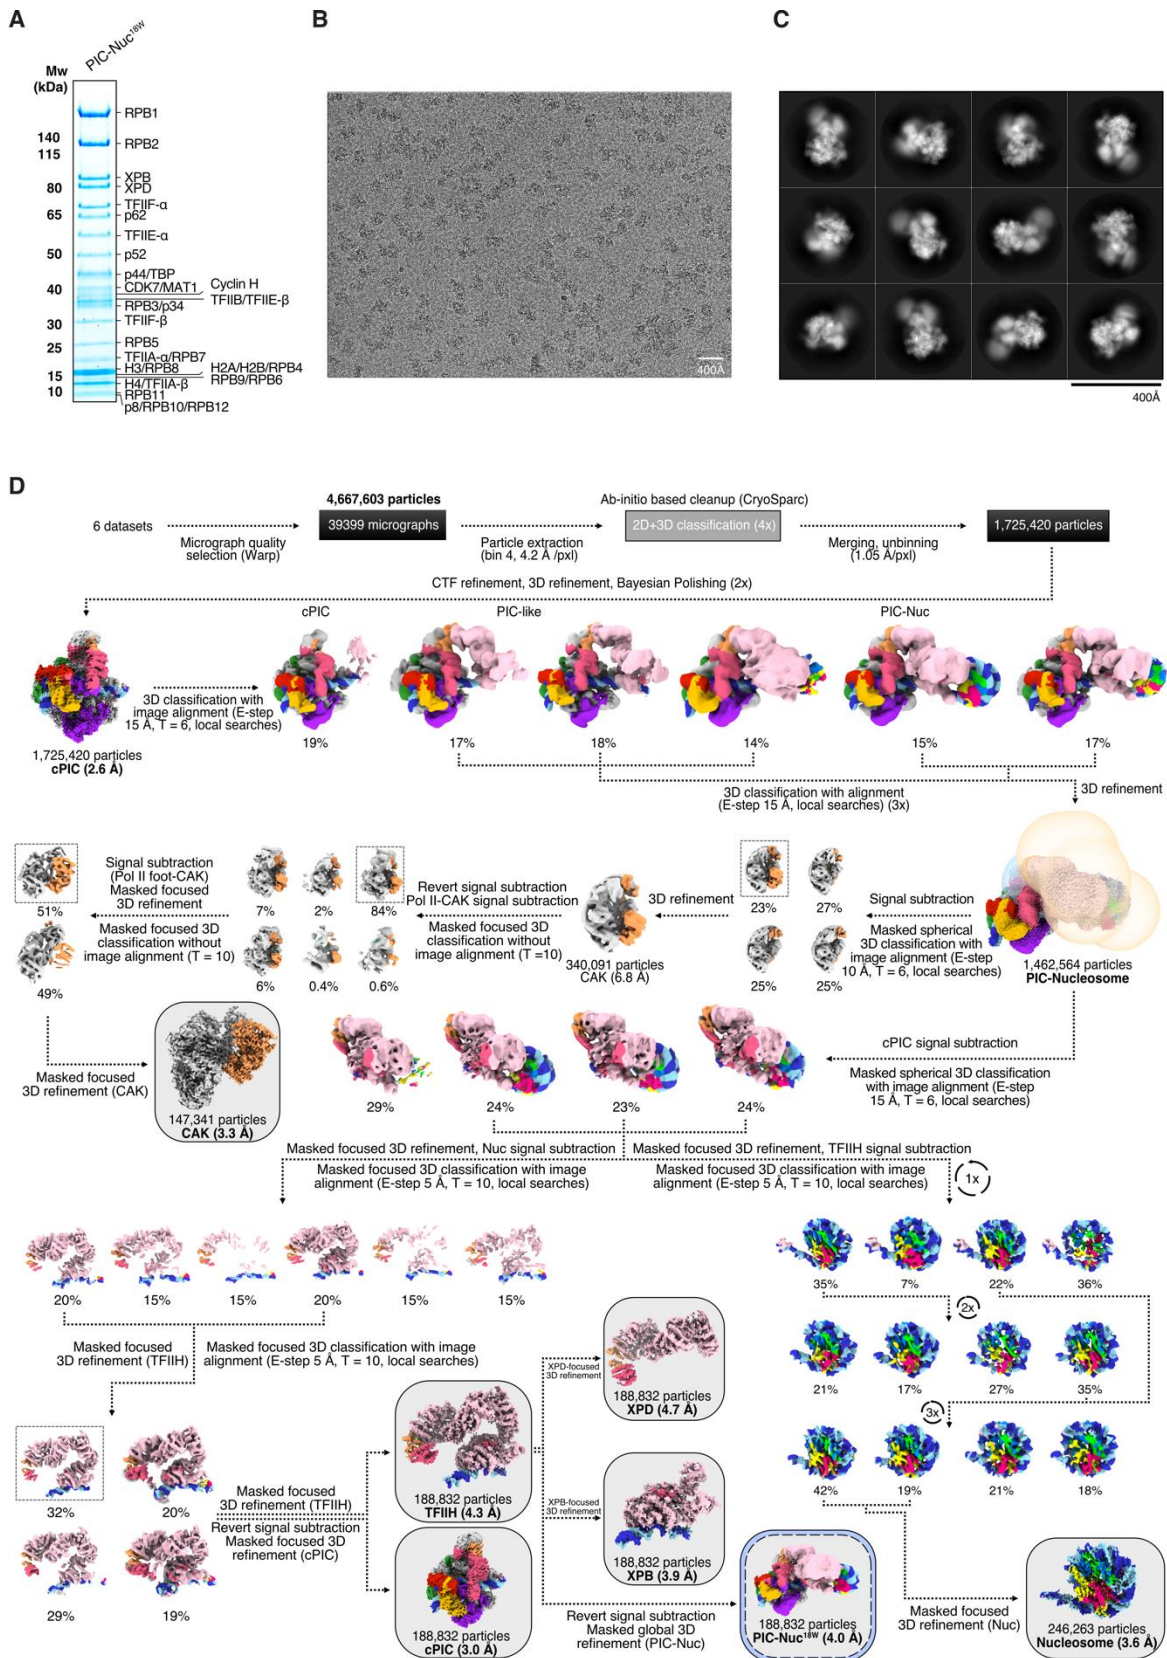 A
B
C
PIC-Nuc18W
Mw
(kDa)
140
115
80
65
50
40
30
25
20
15
10
RPB1
RPB2
XPB
XPD
TFIIF-α
p62
TFIIE-α
p52
p44/TBP
CDK7/MAT1
Cyclin H
TFIIB/TFIIE-β
RPB3/p34
TFIIF-β
RPB5
TFIIA-α/RPB7
H3/RPB8
H2A/H2B/RPB4
RPB9/RPB6
H4/TFIIA-β
RPB11
p8/RPB10/RPB12
400Å
400Å
D
6 datasets
Micrograph quality
selection (Warp)
4,667,603 particles
39399 micrographs
Particle extraction
(bin 4, 4.2 Å /pxl)
Ab-initio based cleanup (CryoSparc)
2D+3D classification (4x)
Merging, unbinning
(1.05 Å/pxl)
1,725,420 particles
CTF refinement, 3D refinement, Bayesian Polishing (2x)
cPIC
PIC-like
PIC-Nuc
3D classification with
image alignment (E-step
15 Å, T = 6, local searches)
1,725,420 particles
cPIC (2.6 Å)
19%
17%
18%
14%
15%
17%
3D classification with alignment
(E-step 15 Å, local searches) (3x)
3D refinement
51%
49%
Signal subtraction
(Pol II foot-CAK)
Masked focused
3D refinement
Masked focused 3D
classification without
image alignment (T = 10)
7%
2%
84%
6%
0.4%
0.6%
Revert signal subtraction
Pol II-CAK signal subtraction
Masked focused 3D
classification without
image alignment (T =10)
340,091 particles
CAK (6.8 Å)
3D refinement
23%
27%
25%
25%
Signal subtraction
Masked spherical
3D classification with
image alignment (E-step
10 Å, T = 6, local searches)
1,462,564 particles
PIC-Nucleosome
Masked focused
3D refinement (CAK)
147,341 particles
CAK (3.3 Å)
29%
24%
23%
24%
cPIC signal subtraction
Masked spherical 3D classification
with image alignment (E-step
15 Å, T = 6, local searches)
Masked focused 3D refinement, Nuc signal subtraction
Masked focused 3D classification with image
alignment (E-step 5 Å, T = 10, local searches)
Masked focused 3D refinement, TFIIH signal subtraction
Masked focused 3D classification with image
alignment (E-step 5 Å, T = 10, local searches)
1x
20%
15%
15%
20%
15%
15%
35%
7%
22%
36%
2x
Masked focused
3D refinement (TFIIH)
Masked focused 3D classification with image
alignment (E-step 5 Å, T = 10, local searches)
21%
17%
27%
35%
3x
32%
20%
29%
19%
Masked focused
3D refinement (TFIIH)
Revert signal subtraction
Masked focused 3D
refinement (cPIC)
188,832 particles
TFIIH (4.3 Å)
188,832 particles
cPIC (3.0 Å)
XPD-focused
3D refinement
188,832 particles
XPD (4.7 Å)
XPB-focused
3D refinement
188,832 particles
XPB (3.9 Å)
Revert signal subtraction
Masked global 3D
refinement (PIC-Nuc)
188,832 particles
PIC-Nuc18W (4.0 Å)
42%
19%
21%
18%
Masked focused
3D refinement (Nuc)
246,263 particles
Nucleosome (3.6 Å)